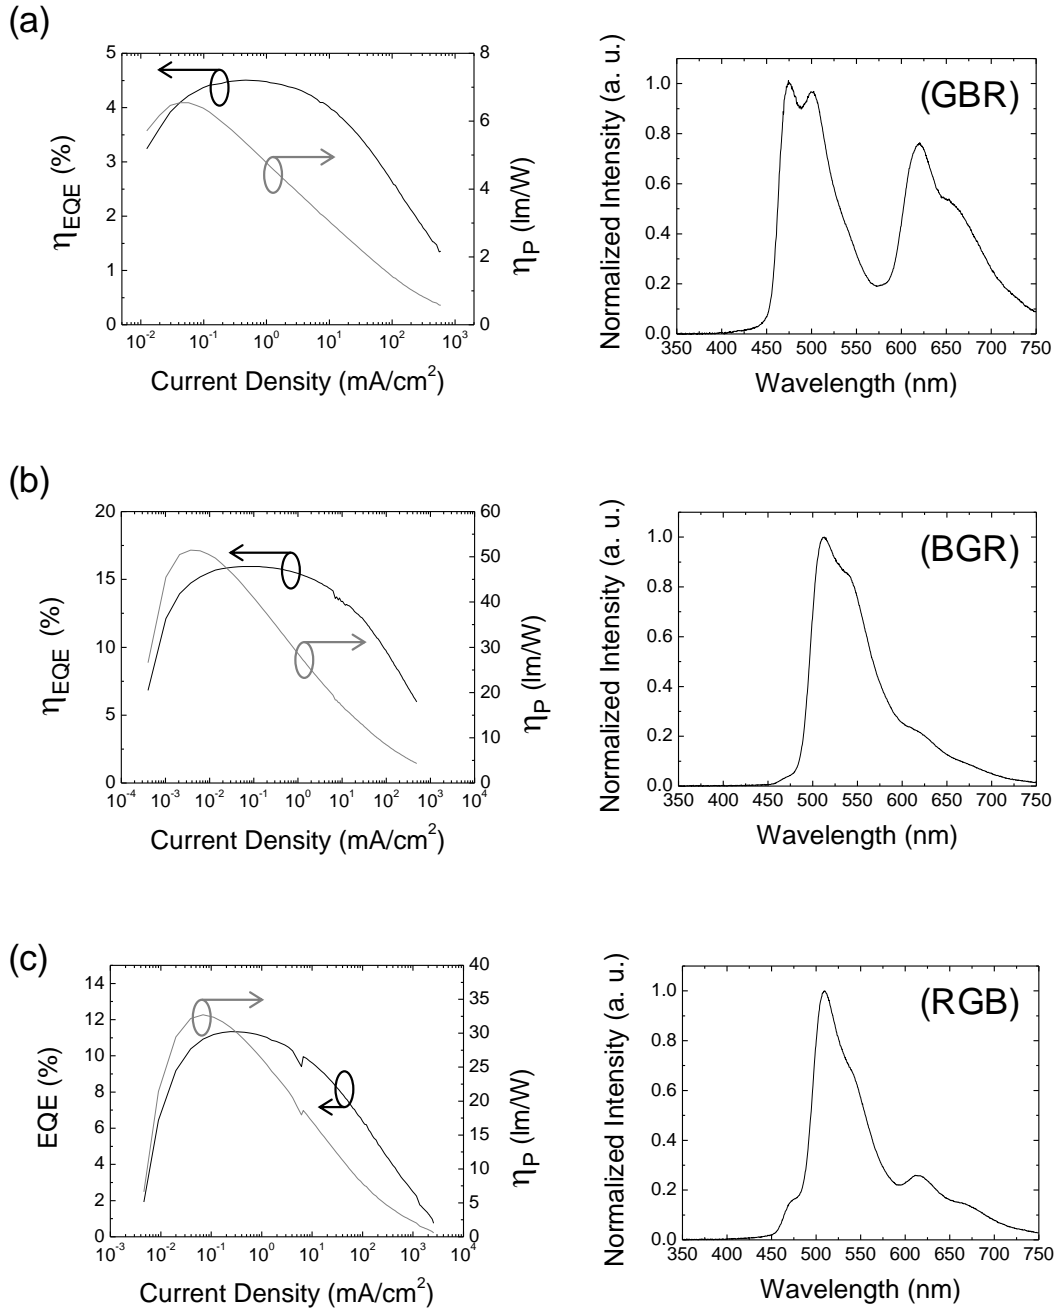 (a)
5
4
3
2
1
0
η_EQE (%)
8
6
4
2
0
η_P (lm/W)
10^-2 10^-1 10^0 10^1 10^2 10^3
Current Density (mA/cm^2)
(GBR)
1.0
0.8
0.6
0.4
0.2
0.0
Normalized Intensity (a. u.)
350 400 450 500 550 600 650 700 750
Wavelength (nm)
(b)
20
15
10
5
0
η_EQE (%)
60
50
40
30
20
10
0
η_P (lm/W)
10^-4 10^-3 10^-2 10^-1 10^0 10^1 10^2 10^3 10^4
Current Density (mA/cm^2)
(BGR)
1.0
0.8
0.6
0.4
0.2
0.0
Normalized Intensity (a. u.)
350 400 450 500 550 600 650 700 750
Wavelength (nm)
(c)
14
12
10
8
6
4
2
0
EQE (%)
40
35
30
25
20
15
10
5
0
η_P (lm/W)
10^-3 10^-2 10^-1 10^0 10^1 10^2 10^3 10^4
Current Density (mA/cm^2)
(RGB)
1.0
0.8
0.6
0.4
0.2
0.0
Normalized Intensity (a. u.)
350 400 450 500 550 600 650 700 750
Wavelength (nm)